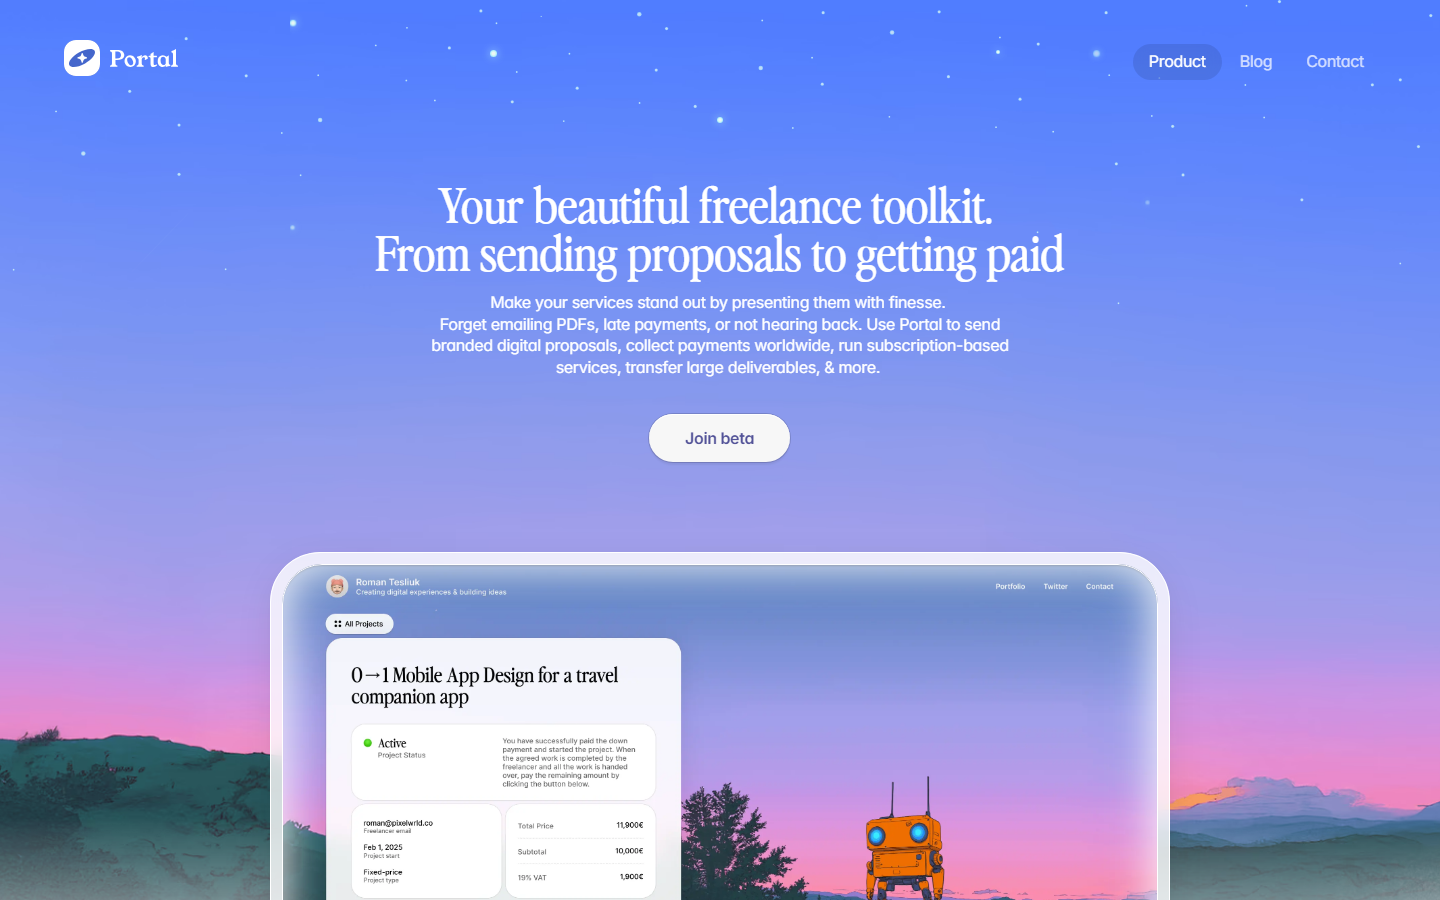 Portal
Product
Blog
Contact
Your beautiful freelance toolkit.
From sending proposals to getting paid
Make your services stand out by presenting them with finesse.
Forget emailing PDFs, late payments, or not hearing back. Use Portal to send
branded digital proposals, collect payments worldwide, run subscription-based
services, transfer large deliverables, & more.
Join beta
Roman Tesliuk
Creating digital experiences & building ideas
Portfolio
Twitter
Contact
All Projects
0→1 Mobile App Design for a travel
companion app
Active
Project Status
You have successfully paid the down
payment and started the project. When
the agreed work is completed by the
freelancer and all the work is handed
over, pay the remaining amount by
clicking the button below.
roman@pixelwrld.co
Freelancer email
Feb 1, 2025
Project start
Fixed-price
Project type
Total Price
11,900€
Subtotal
10,000€
19% VAT
1,900€